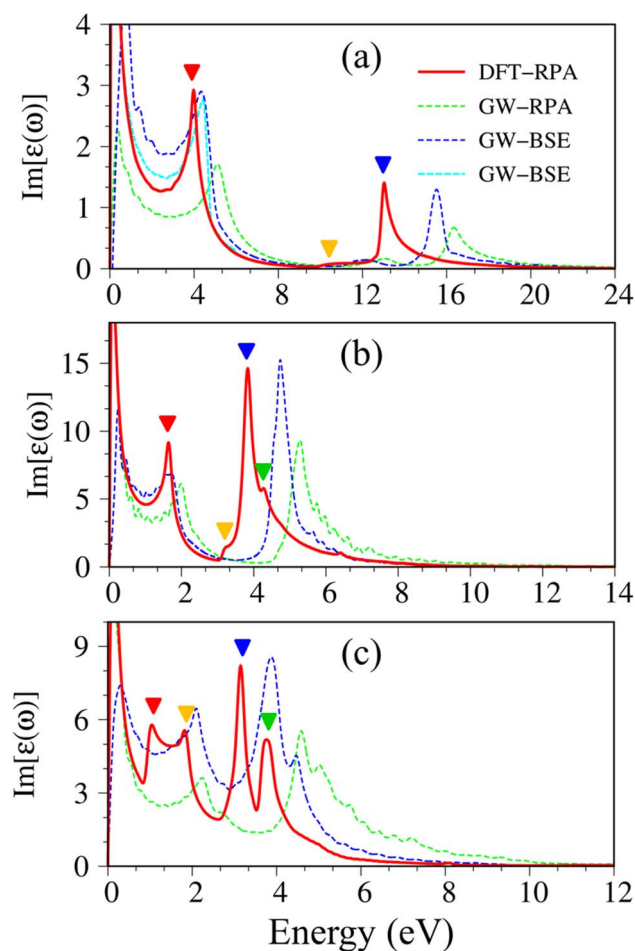 (a)
DFT−RPA
GW−RPA
GW−BSE
GW−BSE
Im[ε(ω)]
4
3
2
1
0
0 4 8 12 16 20 24
(b)
Im[ε(ω)]
15
10
5
0
0 2 4 6 8 10 12 14
(c)
Im[ε(ω)]
9
6
3
0
0 2 4 6 8 10 12
Energy (eV)